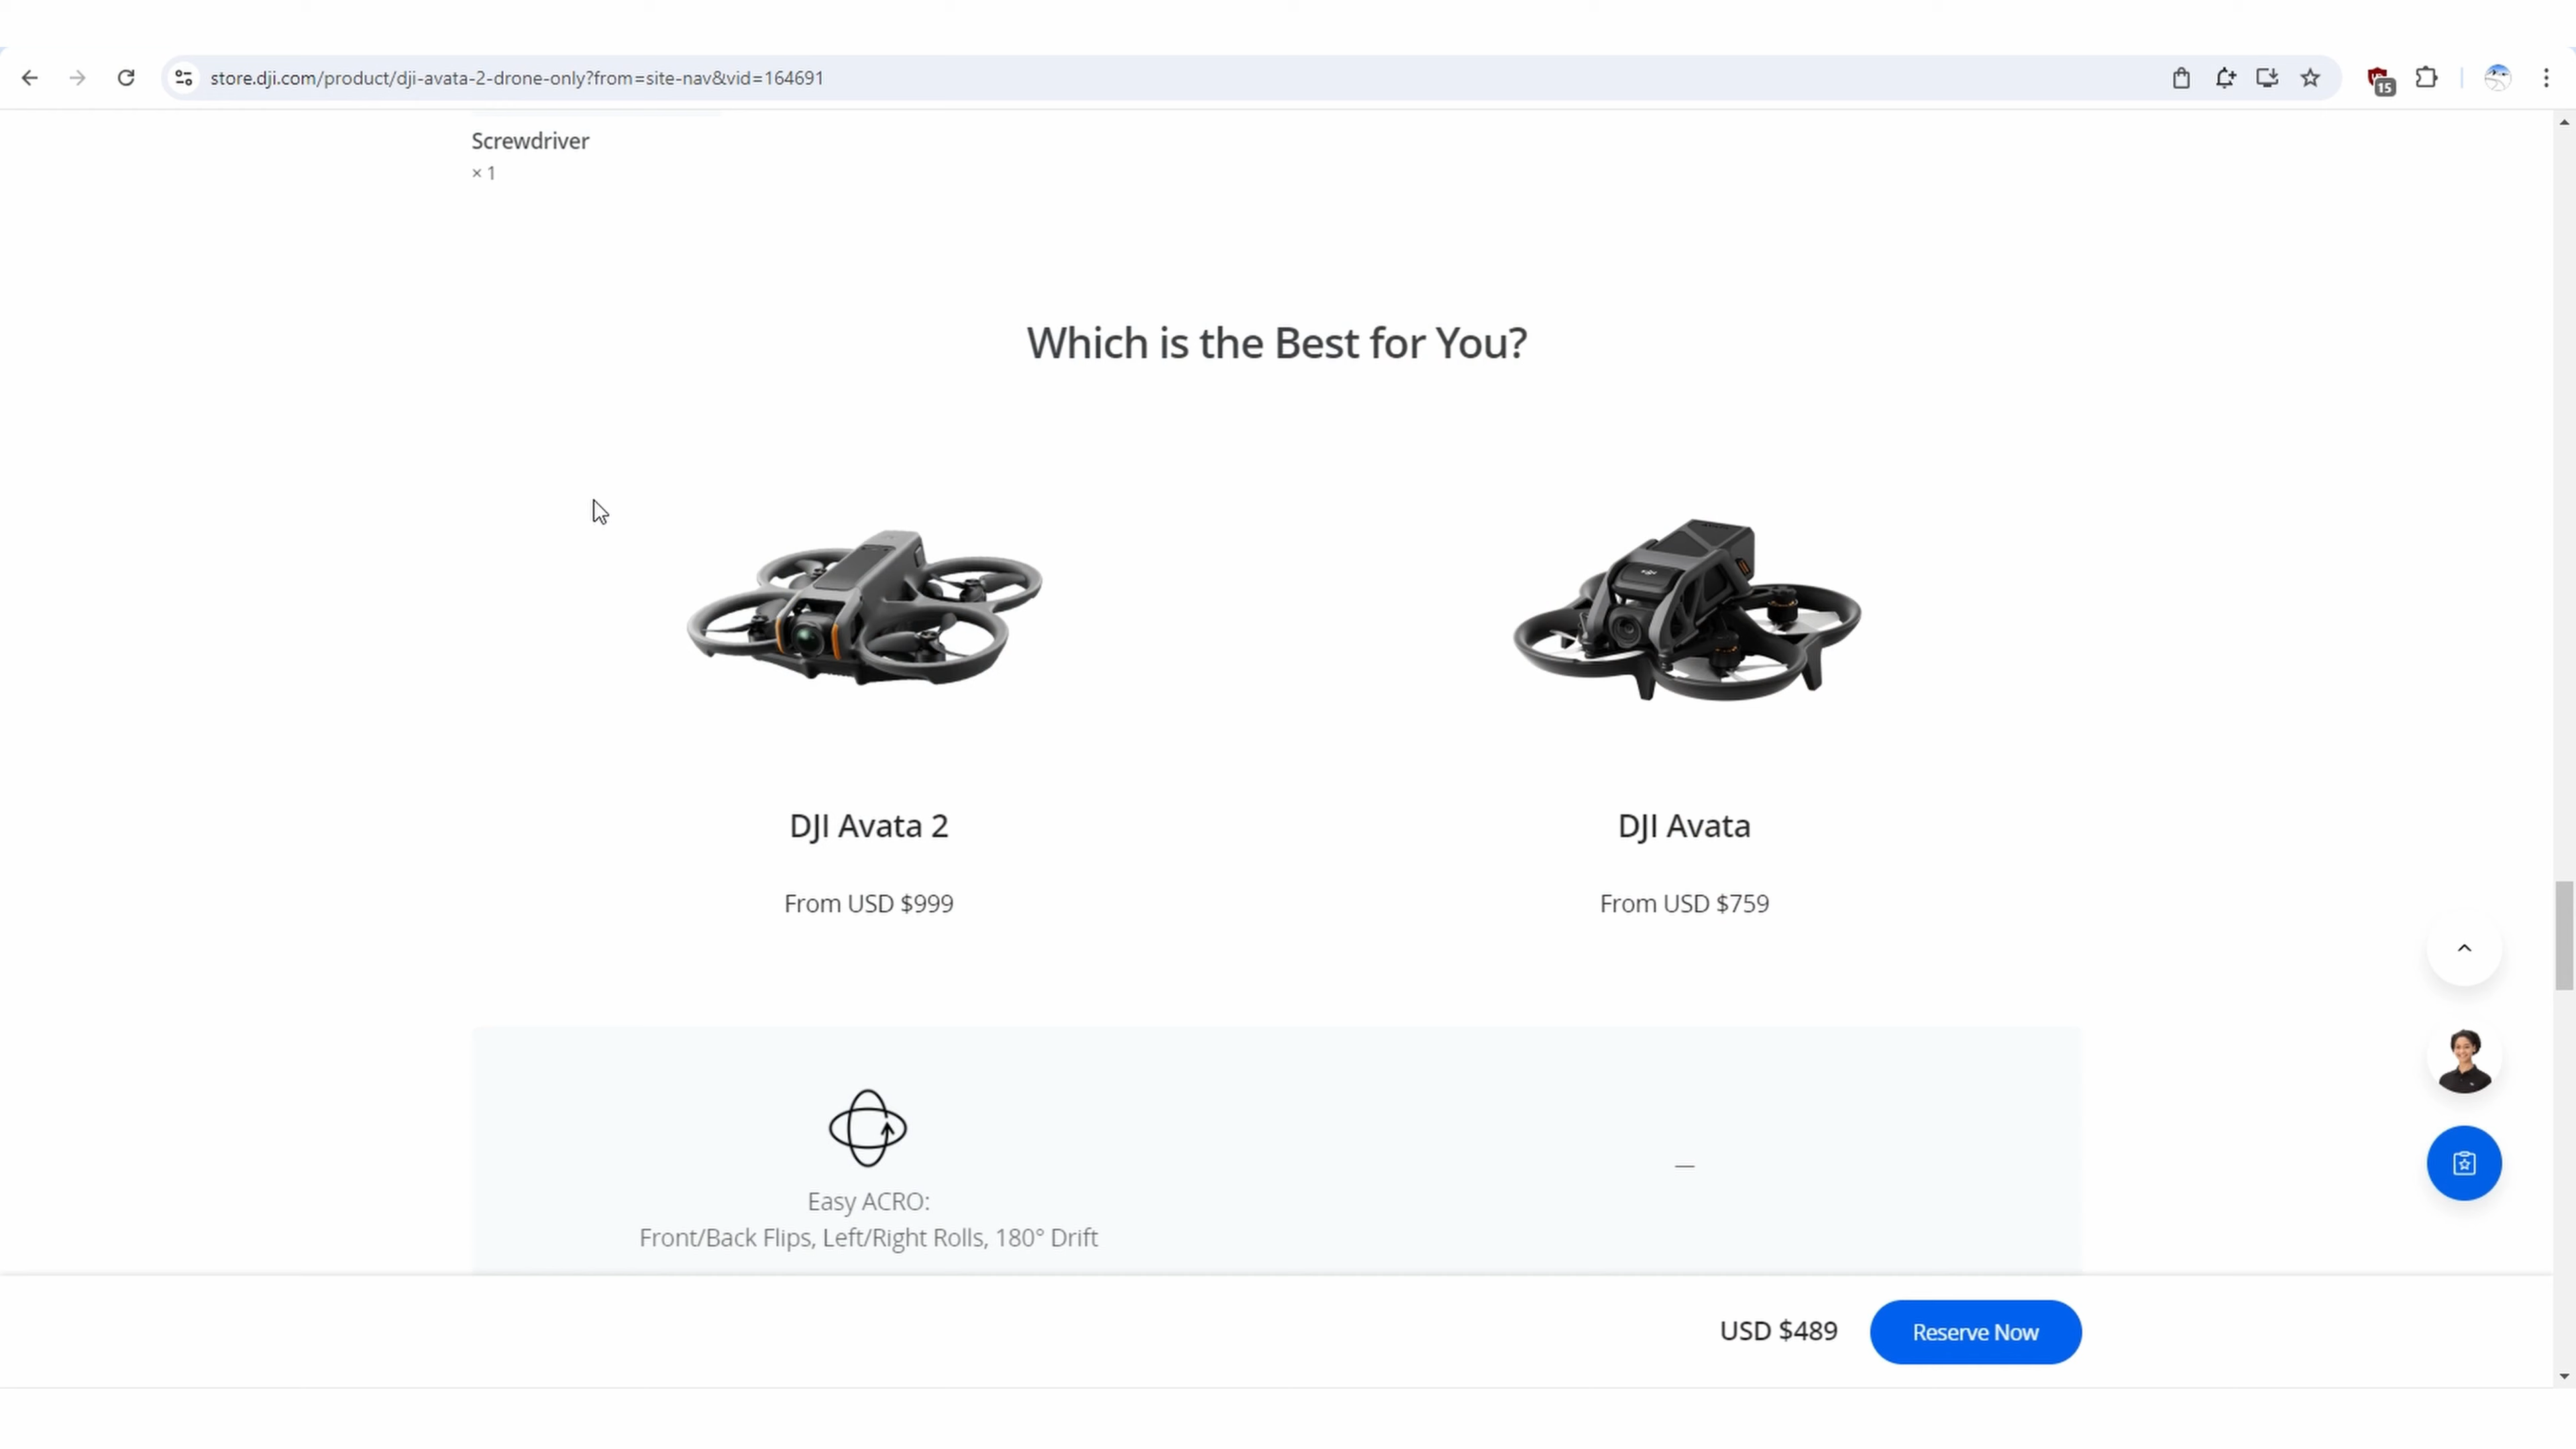 store.dji.com/product/dji-avata-2-drone-only?from=site-nav&vid=164691
15
Screwdriver
× 1
Which is the Best for You?
DJI Avata 2
DJI Avata
From USD $999
From USD $759
Easy ACRO:
—
Front/Back Flips, Left/Right Rolls, 180° Drift
USD $489
Reserve Now